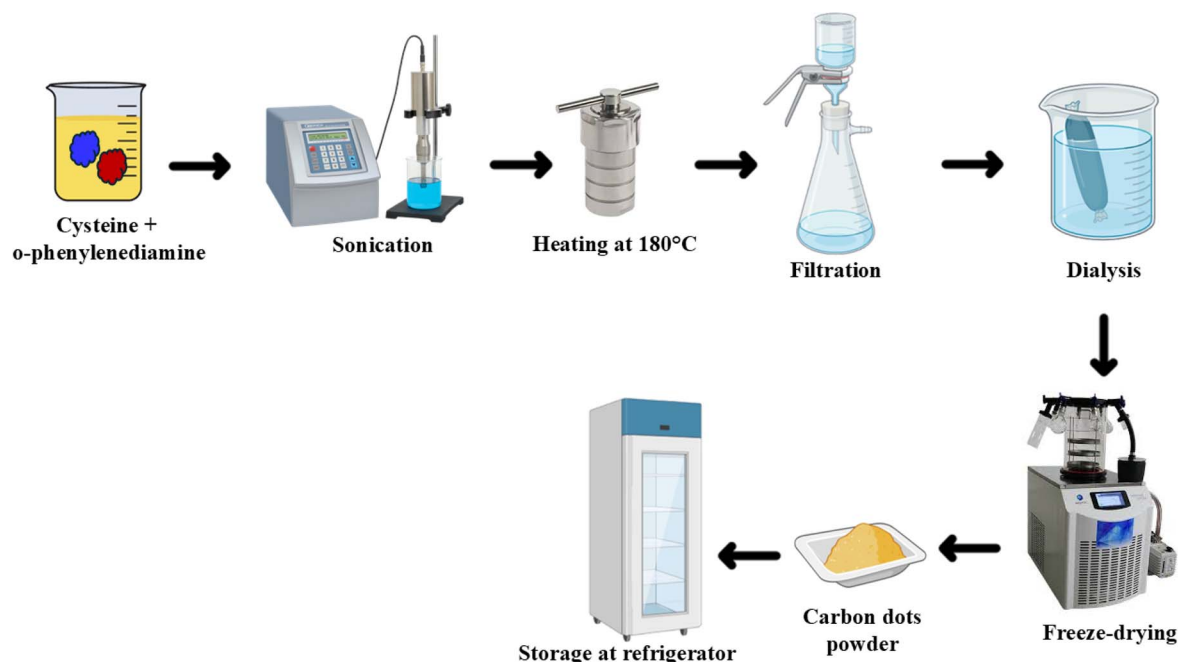 Cysteine +
o-phenylenediamine
Sonication
Heating at 180°C
Filtration
Dialysis
Freeze-drying
Carbon dots
powder
Storage at refrigerator